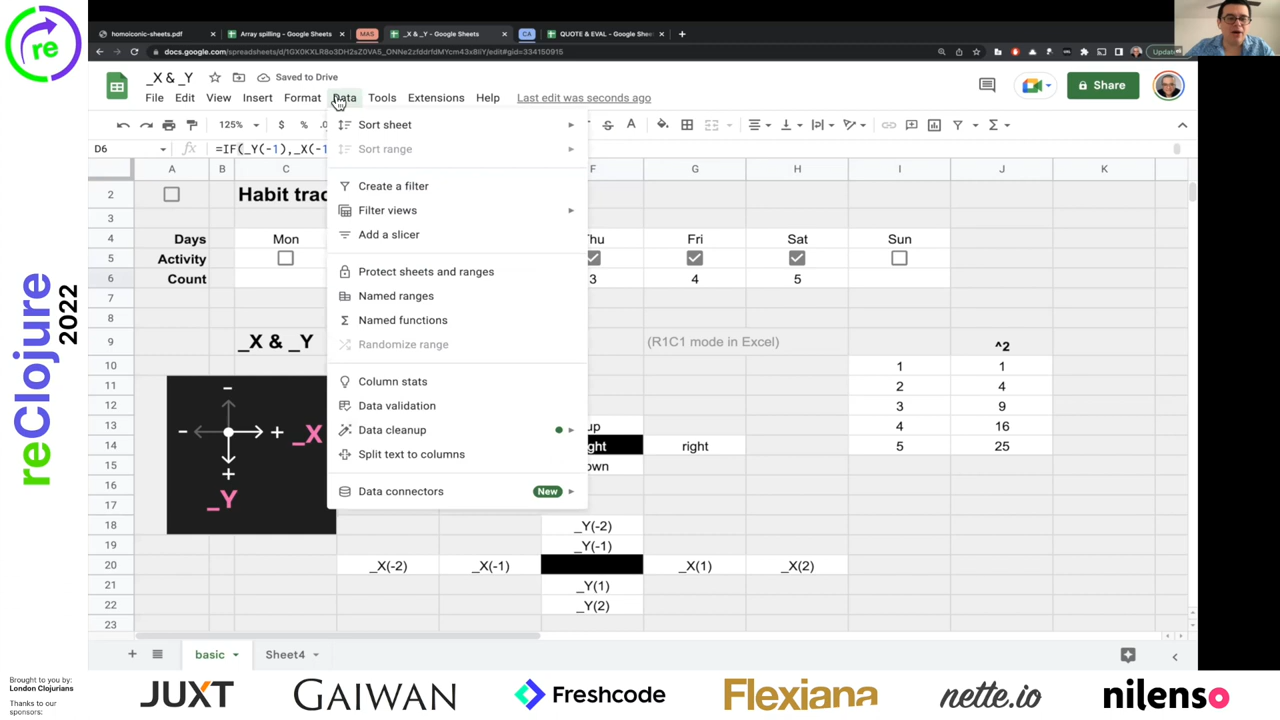 re
reClojure
2022
Brought to you by:
London Clojurians
Thanks to our
sponsors:
homoiconic-sheets.pdf
Array spilling - Google Sheets
MAS
_X & _Y - Google Sheets
CA
QUOTE & EVAL - Google Sheets
docs.google.com
Update
_X & _Y
Saved to Drive
File Edit View Insert Format Data Tools Extensions Help Last edit was seconds ago
Share
125% $ % .0
D6 fx =IF(_Y(-1),_X(-1
A B C F G H I J K
2 Habit trac
3
4 Days Mon Thu Fri Sat Sun
5 Activity
6 Count 3 4 5
7
8
9 _X & _Y (R1C1 mode in Excel) ^2
10 1 1
11 2 4
12 3 9
13 up 4 16
14 ght right 5 25
15 own
16
17
18 _Y(-2)
19 _Y(-1)
20 _X(-2) _X(-1) _X(1) _X(2)
21 _Y(1)
22 _Y(2)
23
- - + _X
+
_Y
Sort sheet
Sort range
Create a filter
Filter views
Add a slicer
Protect sheets and ranges
Named ranges
Named functions
Randomize range
Column stats
Data validation
Data cleanup
Split text to columns
Data connectors New
basic Sheet4
JUXT GAIWAN Freshcode Flexiana nette.io nilenso